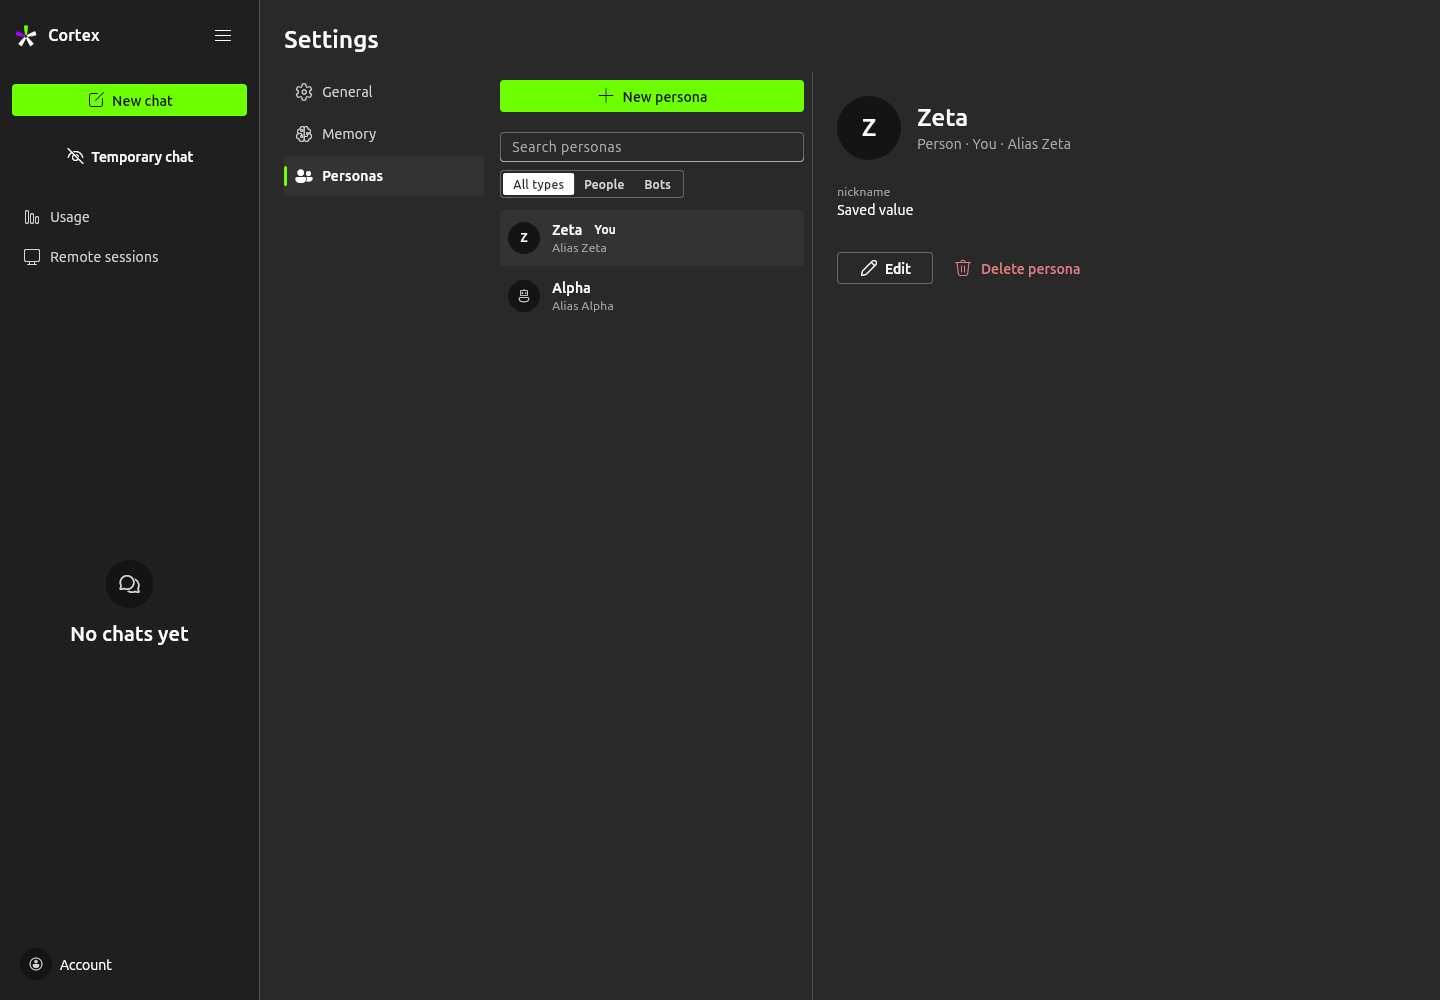 Cortex
New chat
Temporary chat
Usage
Remote sessions
No chats yet
Account
Settings
General
Memory
Personas
New persona
Search personas
All types People Bots
Z
Zeta You
Alias Zeta
Alpha
Alias Alpha
Z
Zeta
Person · You · Alias Zeta
nickname
Saved value
Edit
Delete persona